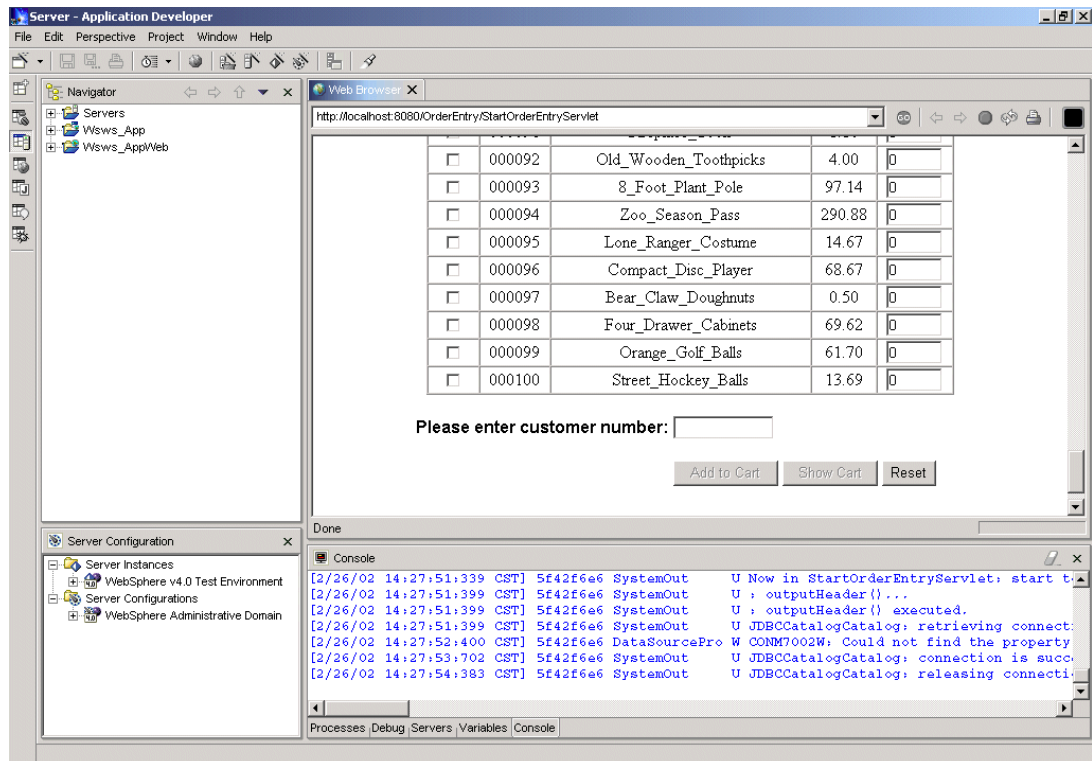 Server - Application Developer
File Edit Perspective Project Window Help
Navigator
Servers
Wsws_App
Wsws_AppWeb
Web Browser
http://localhost:8080/OrderEntry/StartOrderEntryServlet
000092 Old_Wooden_Toothpicks 4.00 0
000093 8_Foot_Plant_Pole 97.14 0
000094 Zoo_Season_Pass 290.88 0
000095 Lone_Ranger_Costume 14.67 0
000096 Compact_Disc_Player 68.67 0
000097 Bear_Claw_Doughnuts 0.50 0
000098 Four_Drawer_Cabinets 69.62 0
000099 Orange_Golf_Balls 61.70 0
000100 Street_Hockey_Balls 13.69 0
Please enter customer number:
Add to Cart Show Cart Reset
Done
Server Configuration
Server Instances
WebSphere v4.0 Test Environment
Server Configurations
WebSphere Administrative Domain
Console
[2/26/02 14:27:51:339 CST] 5f42f6e6 SystemOut U Now in StartOrderEntryServlet: start t
[2/26/02 14:27:51:399 CST] 5f42f6e6 SystemOut U : outputHeader()...
[2/26/02 14:27:51:399 CST] 5f42f6e6 SystemOut U : outputHeader() executed.
[2/26/02 14:27:51:399 CST] 5f42f6e6 SystemOut U JDBCCatalogCatalog: retrieving connect
[2/26/02 14:27:52:400 CST] 5f42f6e6 DataSourcePro W CONM7002W: Could not find the property
[2/26/02 14:27:53:702 CST] 5f42f6e6 SystemOut U JDBCCatalogCatalog: connection is succ
[2/26/02 14:27:54:383 CST] 5f42f6e6 SystemOut U JDBCCatalogCatalog: releasing connecti
Processes Debug Servers Variables Console